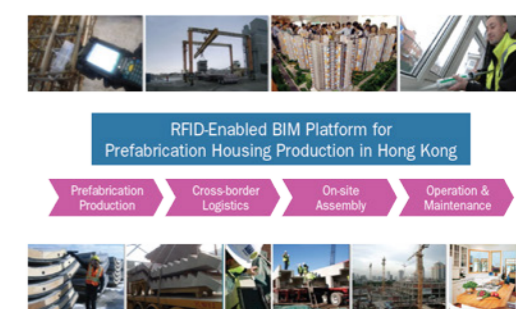 RFID-Enabled BIM Platform for
Prefabrication Housing Production in Hong Kong
Prefabrication
Production
Cross-border
Logistics
On-site
Assembly
Operation &
Maintenance